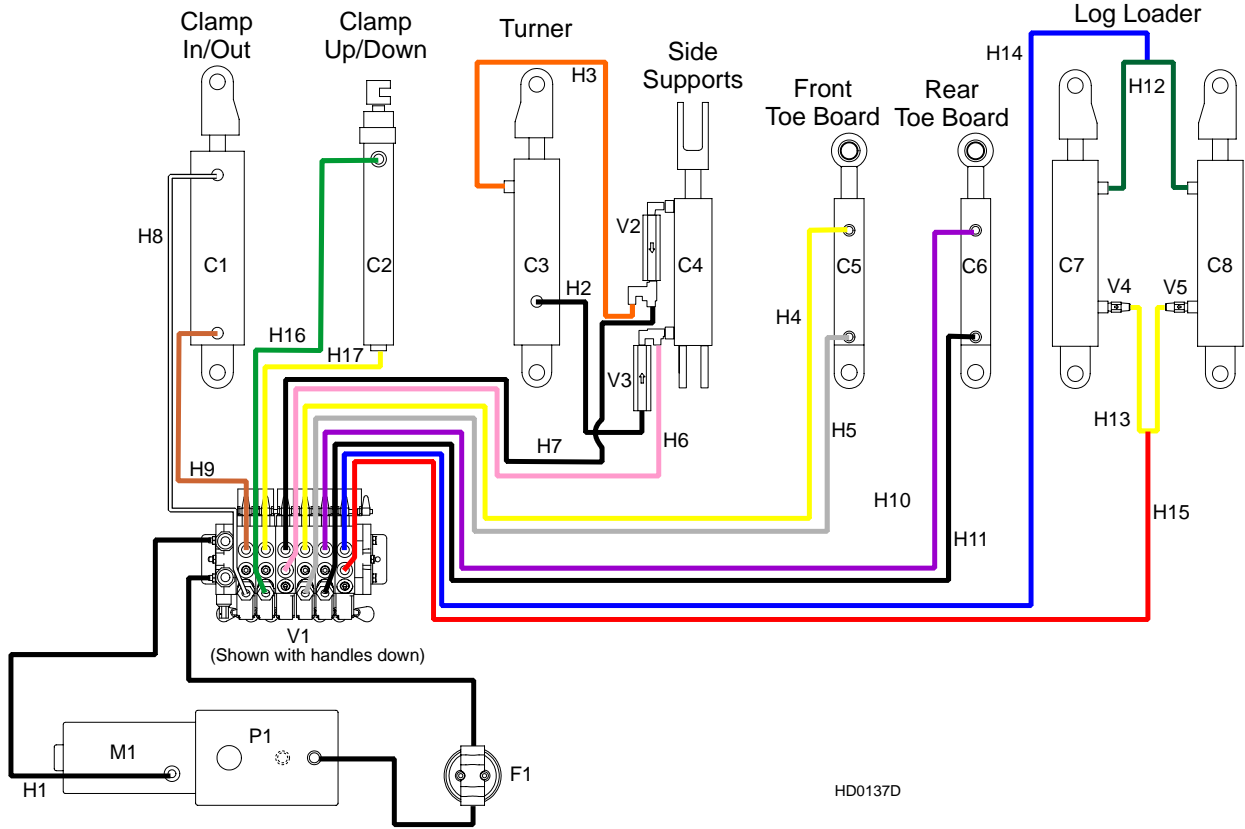 Clamp
In/Out
Clamp
Up/Down
Turner
Side
Supports
Front
Toe Board
Rear
Toe Board
Log Loader
H14
H3
H12
H8
V2
C1
C2
C3
C4
C5
C6
C7
C8
H2
V4
V5
H4
H16
H17
V3
H13
H7
H6
H5
H9
H10
H11
H15
V1
(Shown with handles down)
M1
P1
F1
H1
HD0137D